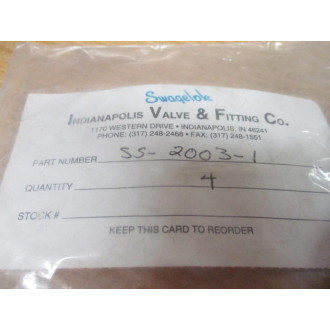 Swagelok
INDIANAPOLIS VALVE & FITTING CO.
1170 WESTERN DRIVE • INDIANAPOLIS, IN 46241
PHONE: (317) 248-2468 • FAX: (317) 248-1551
PART NUMBER SS-2003-1
QUANTITY 4
STOCK #
KEEP THIS CARD TO REORDER